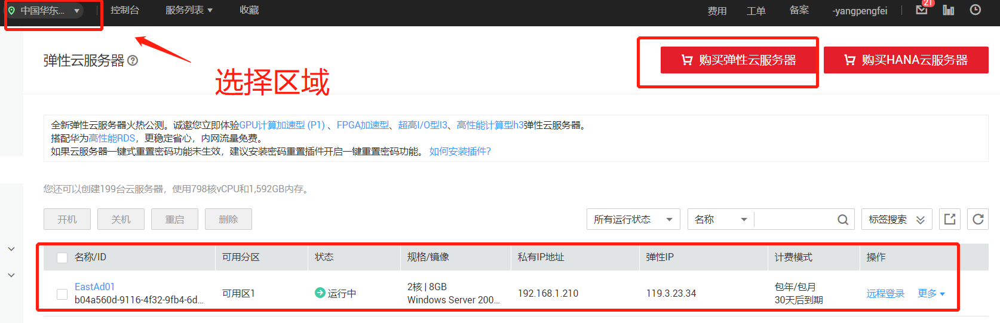 中国华东...
控制台
服务列表
收藏
费用
工单
备案
-yangpengfei
21
弹性云服务器
?
选择区域
购买弹性云服务器
购买HANA云服务器
全新弹性云服务器火热公测。诚邀您立即体验GPU计算加速型 (P1) 、FPGA加速型、超高I/O型I3、高性能计算型h3弹性云服务器。
搭配华为高性能RDS，更稳定省心，内网流量免费。
如果云服务器一键式重置密码功能未生效，建议安装密码重置插件开启一键重置密码功能。 如何安装插件?
您还可以创建199台云服务器，使用798核vCPU和1,592GB内存。
开机
关机
重启
删除
所有运行状态
名称
标签搜索
名称/ID
可用分区
状态
规格/镜像
私有IP地址
弹性IP
计费模式
操作
EastAd01
b04a560d-9116-4f32-9fb4-6d...
可用区1
运行中
2核 | 8GB
Windows Server 200...
192.168.1.210
119.3.23.34
包年/包月
30天后到期
远程登录
更多